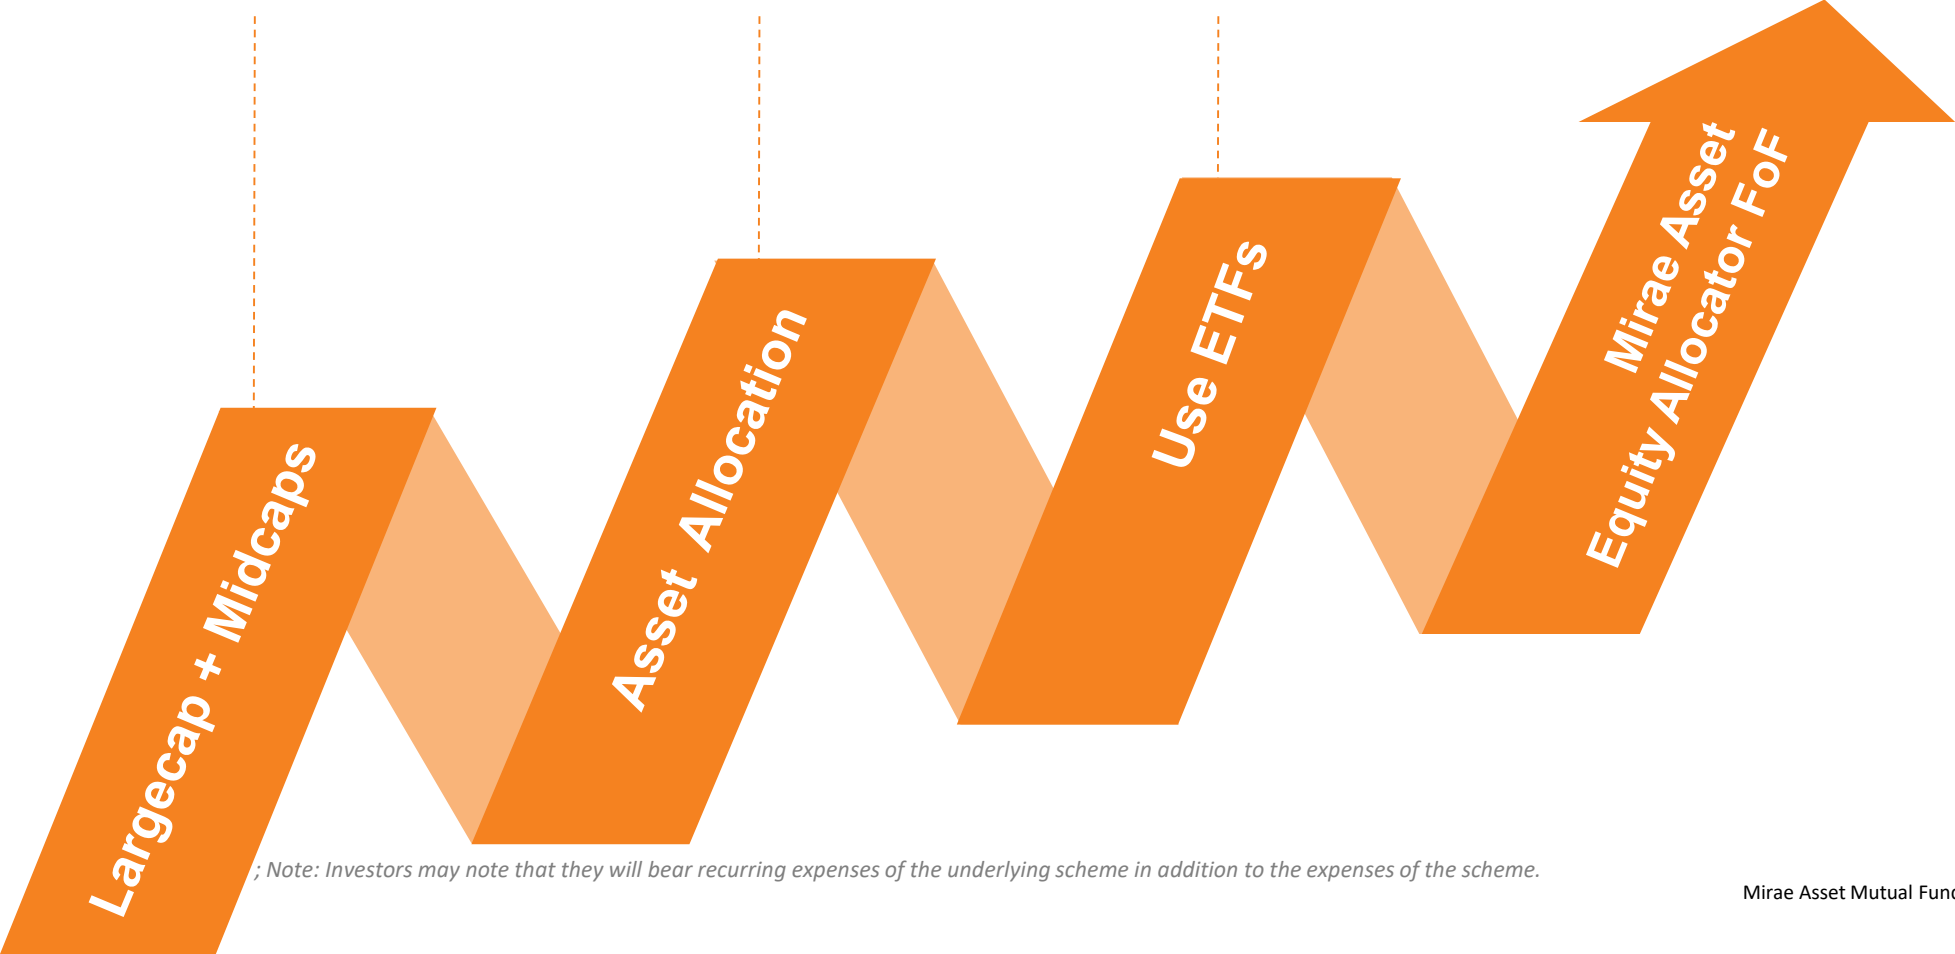 Largecap + Midcaps
Asset Allocation
Use ETFs
Mirae Asset
Equity Allocator FoF
; Note: Investors may note that they will bear recurring expenses of the underlying scheme in addition to the expenses of the scheme.
Mirae Asset Mutual Fund